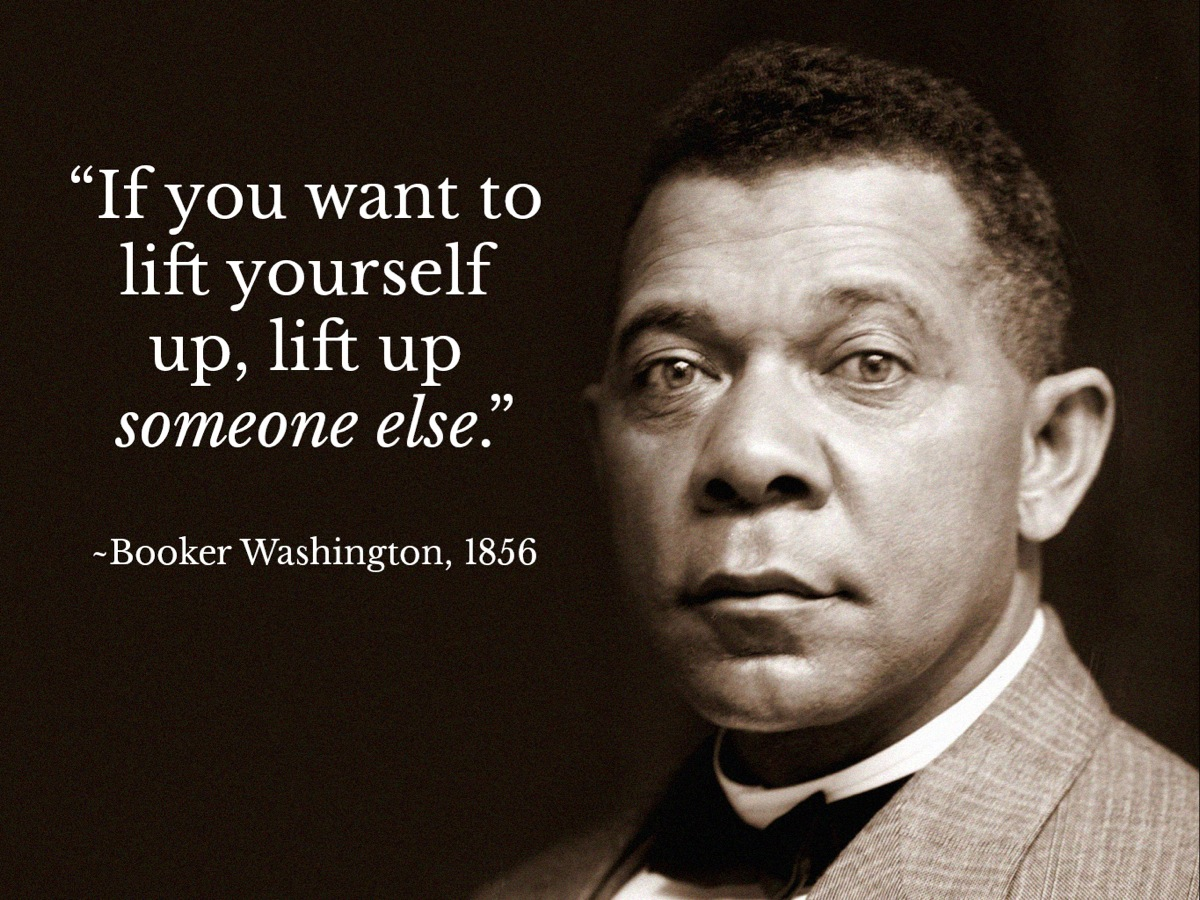 “If you want to
lift yourself
up, lift up
someone else.”
~Booker Washington, 1856